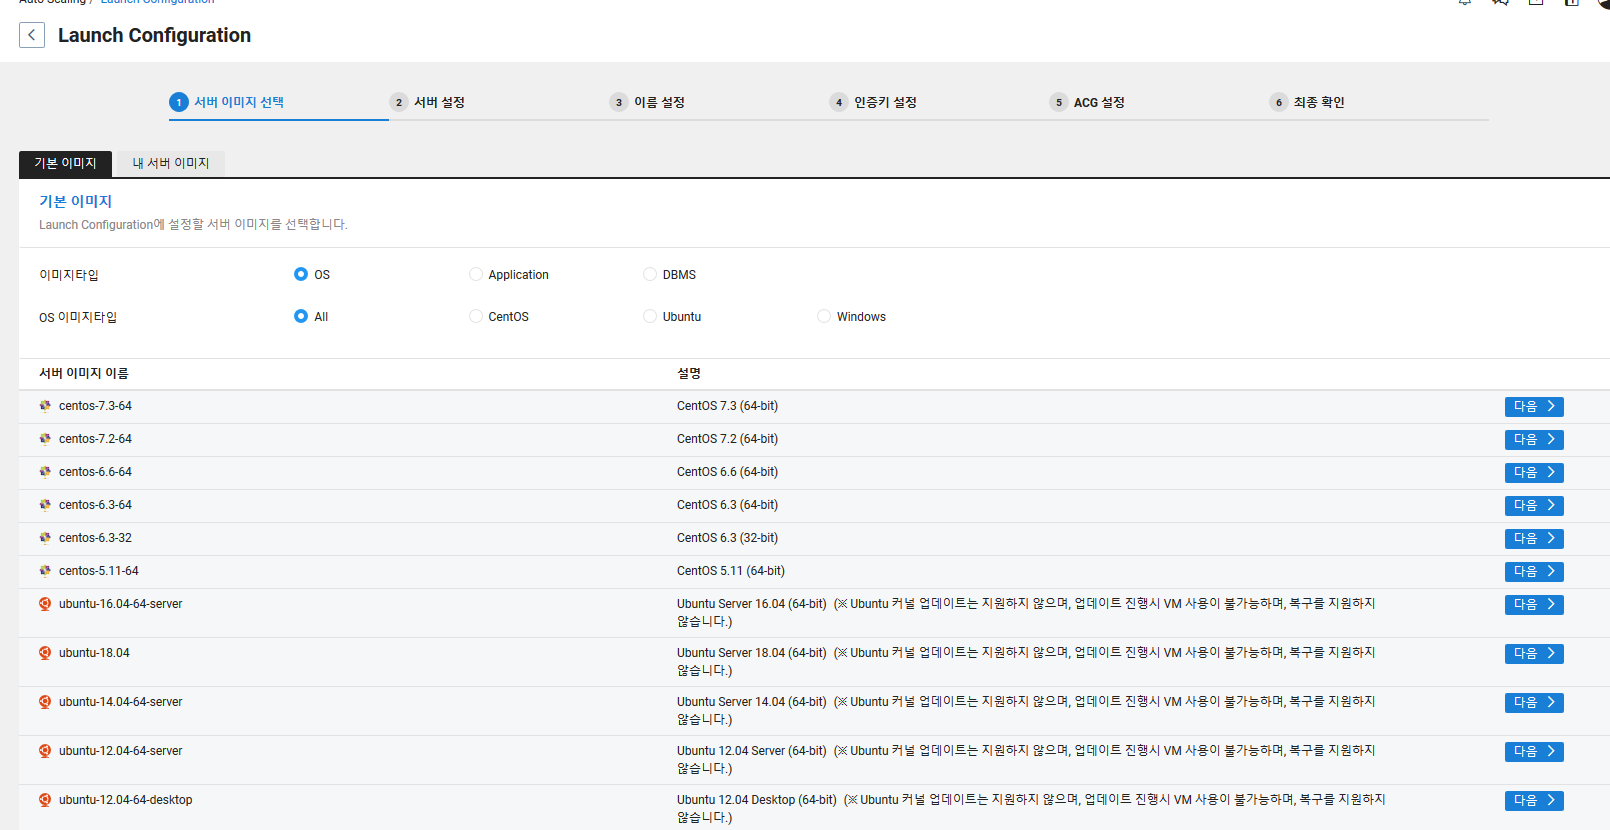 Auto Scaling / Launch Configuration
Launch Configuration
1 서버 이미지 선택
2 서버 설정
3 이름 설정
4 인증키 설정
5 ACG 설정
6 최종 확인
기본 이미지
내 서버 이미지
기본 이미지
Launch Configuration에 설정할 서버 이미지를 선택합니다.
이미지타입 OS Application DBMS
OS 이미지타입 All CentOS Ubuntu Windows
서버 이미지 이름 설명
centos-7.3-64 CentOS 7.3 (64-bit) 다음
centos-7.2-64 CentOS 7.2 (64-bit) 다음
centos-6.6-64 CentOS 6.6 (64-bit) 다음
centos-6.3-64 CentOS 6.3 (64-bit) 다음
centos-6.3-32 CentOS 6.3 (32-bit) 다음
centos-5.11-64 CentOS 5.11 (64-bit) 다음
ubuntu-16.04-64-server Ubuntu Server 16.04 (64-bit) (※ Ubuntu 커널 업데이트는 지원하지 않으며, 업데이트 진행시 VM 사용이 불가능하며, 복구를 지원하지 다음
않습니다.)
ubuntu-18.04 Ubuntu Server 18.04 (64-bit) (※ Ubuntu 커널 업데이트는 지원하지 않으며, 업데이트 진행시 VM 사용이 불가능하며, 복구를 지원하지 다음
않습니다.)
ubuntu-14.04-64-server Ubuntu Server 14.04 (64-bit) (※ Ubuntu 커널 업데이트는 지원하지 않으며, 업데이트 진행시 VM 사용이 불가능하며, 복구를 지원하지 다음
않습니다.)
ubuntu-12.04-64-server Ubuntu 12.04 Server (64-bit) (※ Ubuntu 커널 업데이트는 지원하지 않으며, 업데이트 진행시 VM 사용이 불가능하며, 복구를 지원하지 다음
않습니다.)
ubuntu-12.04-64-desktop Ubuntu 12.04 Desktop (64-bit) (※ Ubuntu 커널 업데이트는 지원하지 않으며, 업데이트 진행시 VM 사용이 불가능하며, 복구를 지원하지 다음
않습니다.)